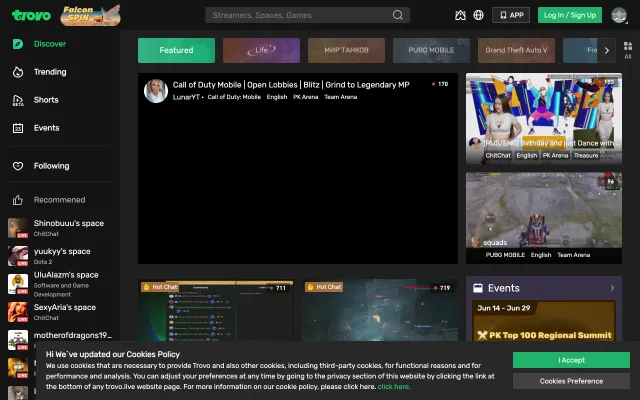 trovo
Falcon
SPIN
Streamers, Spaces, Games
APP
Log In / Sign Up
Discover
Trending
Shorts
BETA
Events
Following
Recommened
Shinobuuu's space
ChitChat
LIVE
yuukyy's space
Dota 2
LIVE
UluAlazm's space
Software and Game
Development
LIVE
SexyAria's space
ChitChat
LIVE
motherofdragons19...
LIVE
Featured
Life
МИР ТАНКОВ
PUBG MOBILE
Grand Theft Auto V
Fre
All
Call of Duty Mobile | Open Lobbies | Blitz | Grind to Legendary MP
170
LunarYT • Call of Duty: Mobile English PK Arena Team Arena
103
[MUS/ENG] Birthday and just Dance with...
ChitChat English PK Arena Treasure
96
squads
PUBG MOBILE English Team Arena
Hot Chat
711
Hot Chat
719
Events
Jun 14 - Jun 29
PK Top 100 Regional Summit
Hi We`ve updated our Cookies Policy
We use cookies that are necessary to provide Trovo and also other cookies, including third-party cookies, for functional reasons and for
performance and analysis. You can adjust your preferences at any time by going to the privacy section of this website by clicking the link at
the bottom of any trovo.live website page. For more information on our cookie policy, please click here. click here.
I Accept
Cookies Preference